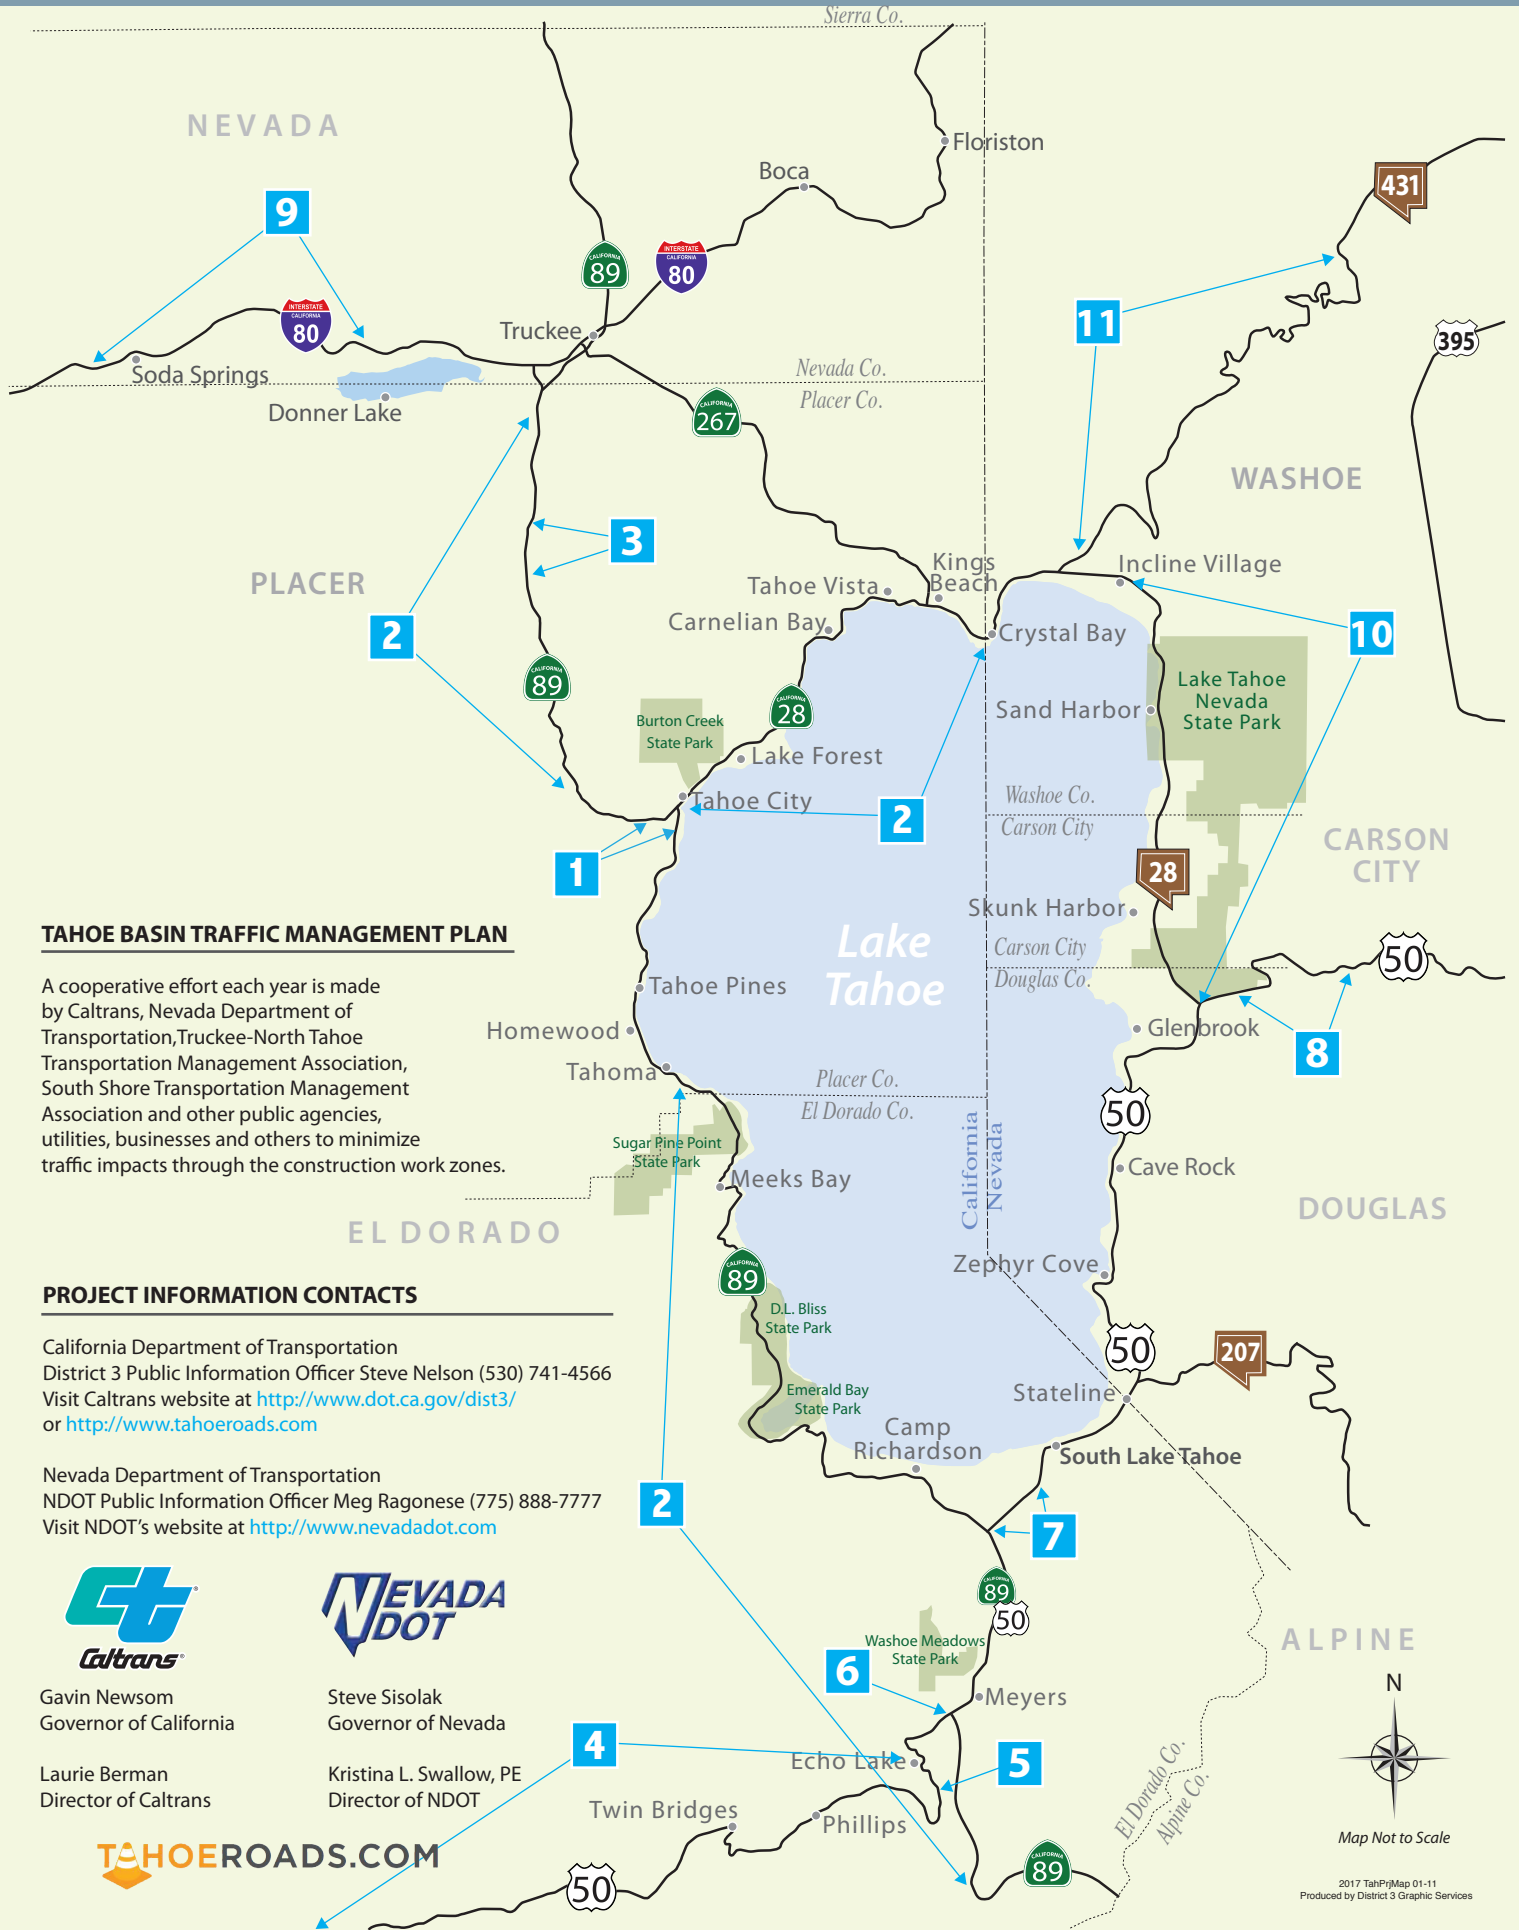 Sierra Co.
NEVADA
Floriston
Boca
431
9
CALIFORNIA
89
INTERSTATE
CALIFORNIA
80
INTERSTATE
CALIFORNIA
80
11
Truckee
395
Soda Springs
Nevada Co.
Placer Co.
Donner Lake
CALIFORNIA
267
WASHOE
3
Kings
Beach
Incline Village
PLACER
Tahoe Vista
2
Carnelian Bay
Crystal Bay
10
CALIFORNIA
89
Lake Tahoe
Nevada
State Park
CALIFORNIA
28
Sand Harbor
Burton Creek
State Park
Lake Forest
Tahoe City
Washoe Co.
Carson City
2
CARSON
CITY
1
28
Skunk Harbor
TAHOE BASIN TRAFFIC MANAGEMENT PLAN
Lake
Tahoe
Carson City
Douglas Co.
50
A cooperative effort each year is made
by Caltrans, Nevada Department of
Transportation,Truckee-North Tahoe
Transportation Management Association,
South Shore Transportation Management
Association and other public agencies,
utilities, businesses and others to minimize
traffic impacts through the construction work zones.
Tahoe Pines
Homewood
Glenbrook
8
Tahoma
Placer Co.
El Dorado Co.
50
California
Nevada
Sugar Pine Point
State Park
Meeks Bay
Cave Rock
DOUGLAS
EL DORADO
CALIFORNIA
89
Zephyr Cove
PROJECT INFORMATION CONTACTS
D.L. Bliss
State Park
50
207
California Department of Transportation
District 3 Public Information Officer Steve Nelson (530) 741-4566
Visit Caltrans website at http://www.dot.ca.gov/dist3/
or http://www.tahoeroads.com
Emerald Bay
State Park
Stateline
Camp
Richardson
South Lake Tahoe
Nevada Department of Transportation
NDOT Public Information Officer Meg Ragonese (775) 888-7777
Visit NDOT's website at http://www.nevadadot.com
2
7
CALIFORNIA
89
50
Caltrans
NEVADA
DOT
Washoe Meadows
State Park
ALPINE
6
Meyers
Gavin Newsom
Governor of California
Steve Sisolak
Governor of Nevada
N
4
Echo Lake
5
El Dorado Co.
Alpine Co.
Laurie Berman
Director of Caltrans
Kristina L. Swallow, PE
Director of NDOT
Twin Bridges
Phillips
Map Not to Scale
TAHOEROADS.COM
CALIFORNIA
89
50
2017 TahPrjMap 01-11
Produced by District 3 Graphic Services